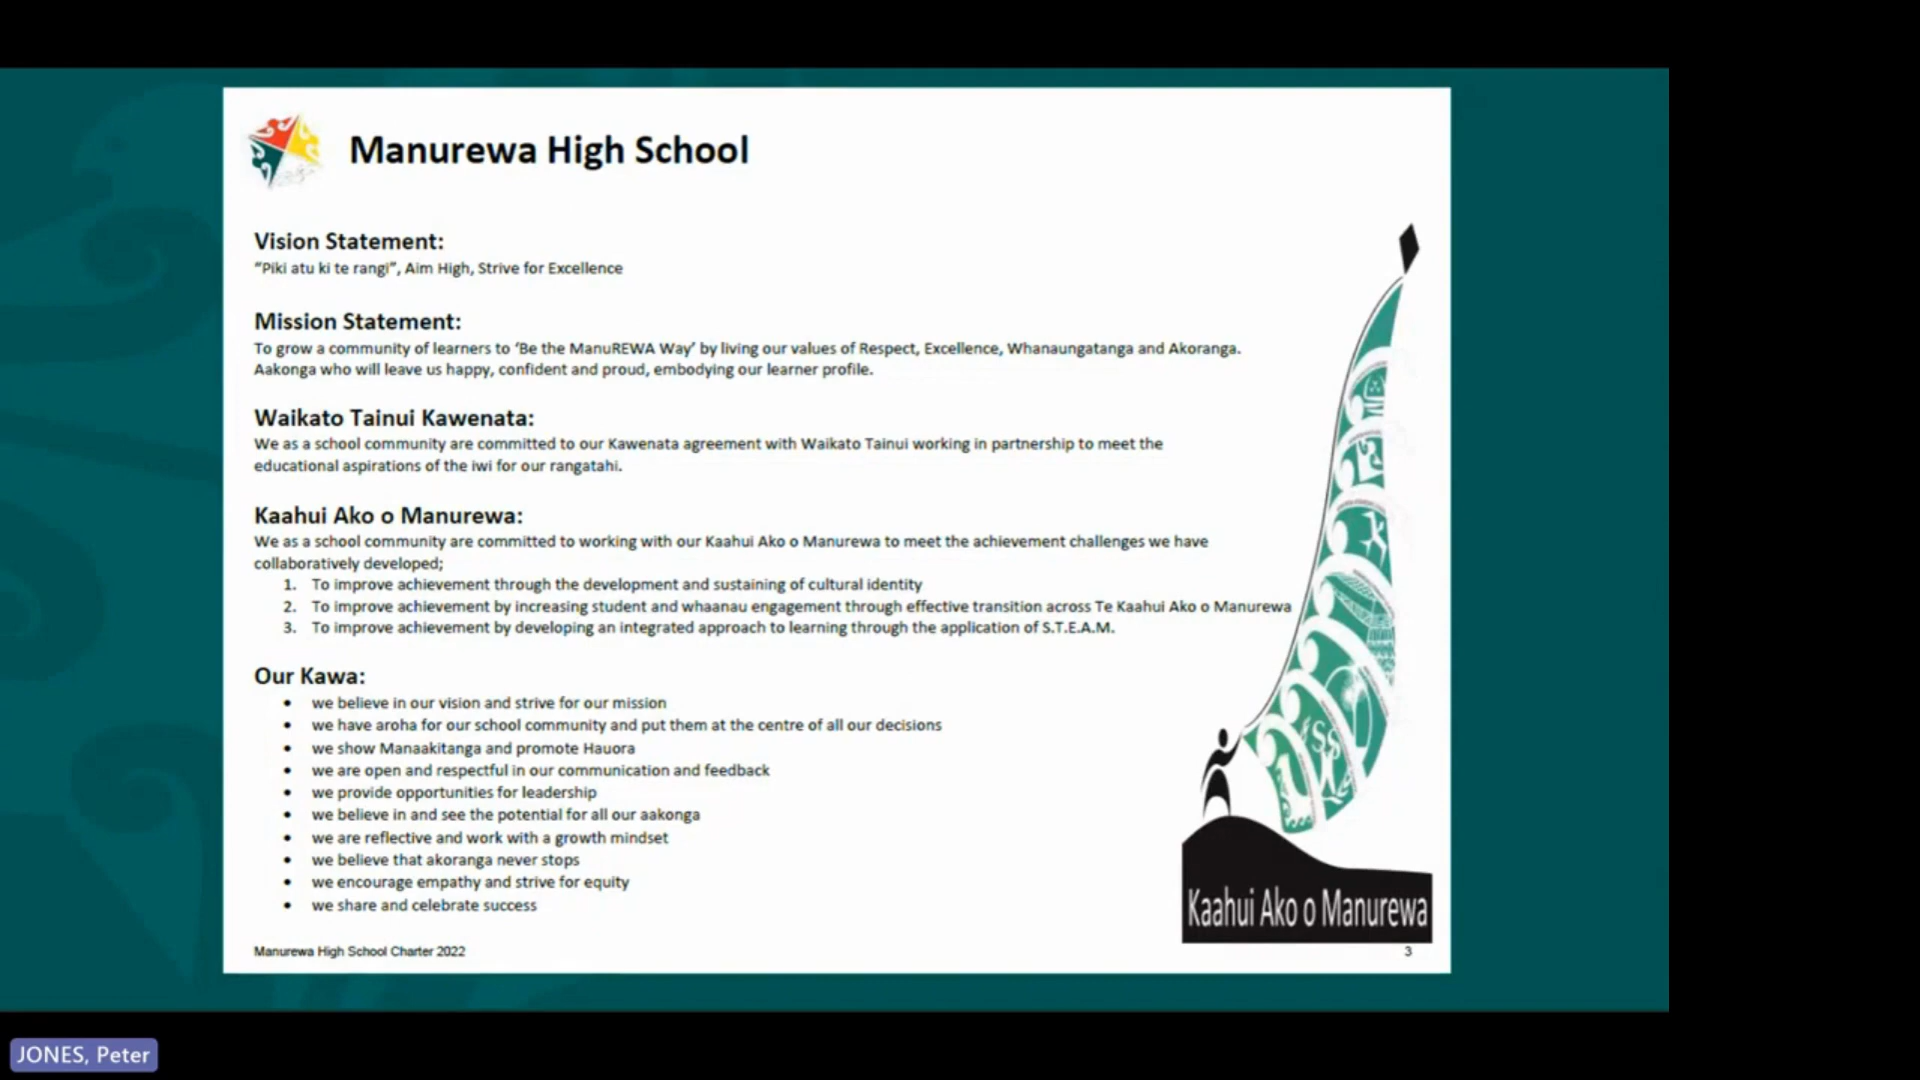 Manurewa High School
Vision Statement:
“Piki atu ki te rangi”, Aim High, Strive for Excellence
Mission Statement:
To grow a community of learners to ‘Be the ManuREWA Way’ by living our values of Respect, Excellence, Whanaungatanga and Akoranga.
Aakonga who will leave us happy, confident and proud, embodying our learner profile.
Waikato Tainui Kawenata:
We as a school community are committed to our Kawenata agreement with Waikato Tainui working in partnership to meet the
educational aspirations of the iwi for our rangatahi.
Kaahui Ako o Manurewa:
We as a school community are committed to working with our Kaahui Ako o Manurewa to meet the achievement challenges we have
collaboratively developed;
1. To improve achievement through the development and sustaining of cultural identity
2. To improve achievement by increasing student and whaanau engagement through effective transition across Te Kaahui Ako o Manurewa
3. To improve achievement by developing an integrated approach to learning through the application of S.T.E.A.M.
Our Kawa:
• we believe in our vision and strive for our mission
• we have aroha for our school community and put them at the centre of all our decisions
• we show Manaakitanga and promote Hauora
• we are open and respectful in our communication and feedback
• we provide opportunities for leadership
• we believe in and see the potential for all our aakonga
• we are reflective and work with a growth mindset
• we believe that akoranga never stops
• we encourage empathy and strive for equity
• we share and celebrate success
Kaahui Ako o Manurewa
Manurewa High School Charter 2022
3
JONES, Peter